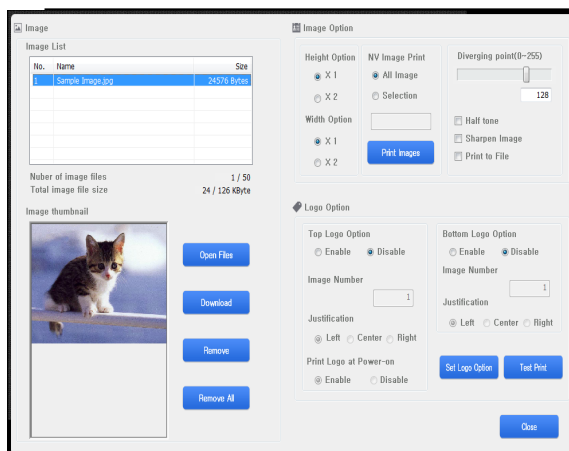 Image
Image List
No. Name Size
1 Sample Image.jpg 24576 Bytes
Nuber of image files 1 / 50
Total image file size 24 / 126 KByte
Image thumbnail
Open Files
Download
Remove
Remove All
Image Option
Height Option
X 1
X 2
Width Option
X 1
X 2
NV Image Print
All Image
Selection
Print Images
Diverging point(0~255)
128
Half tone
Sharpen Image
Print to File
Logo Option
Top Logo Option
Enable Disable
Image Number
1
Justification
Left Center Right
Print Logo at Power-on
Enable Disable
Bottom Logo Option
Enable Disable
Image Number
1
Justification
Left Center Right
Set Logo Option Test Print
Close